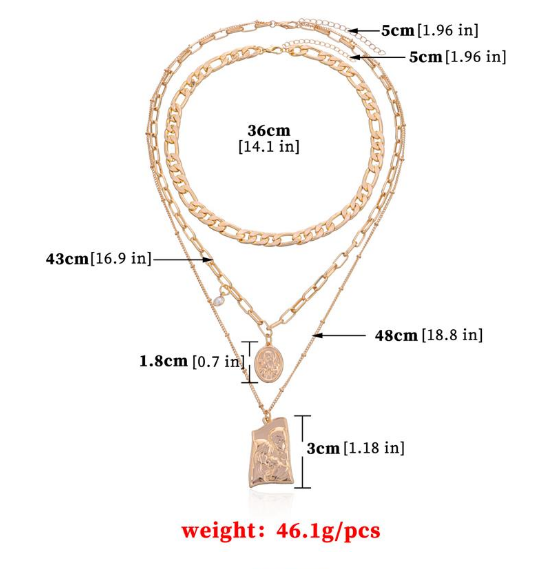 5cm[1.96 in]
5cm[1.96 in]
36cm
[14.1 in]
43cm[16.9 in]
48cm[18.8 in]
1.8cm[0.7 in]
3cm[1.18 in]
weight: 46.1g/pcs